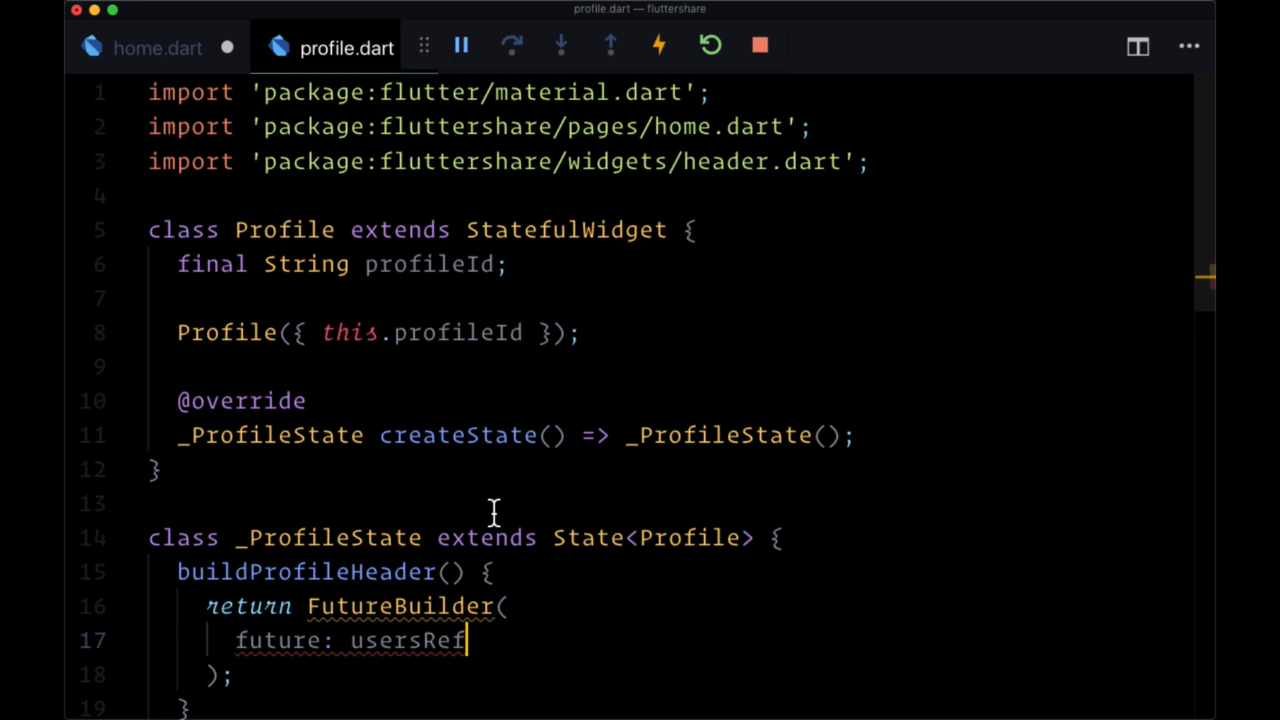 profile.dart — fluttershare
home.dart profile.dart
1 import 'package:flutter/material.dart';
2 import 'package:fluttershare/pages/home.dart';
3 import 'package:fluttershare/widgets/header.dart';
4
5 class Profile extends StatefulWidget {
6 final String profileId;
7
8 Profile({ this.profileId });
9
10 @override
11 _ProfileState createState() => _ProfileState();
12 }
13
14 class _ProfileState extends State<Profile> {
15 buildProfileHeader() {
16 return FutureBuilder(
17 future: usersRef
18 );
19 }